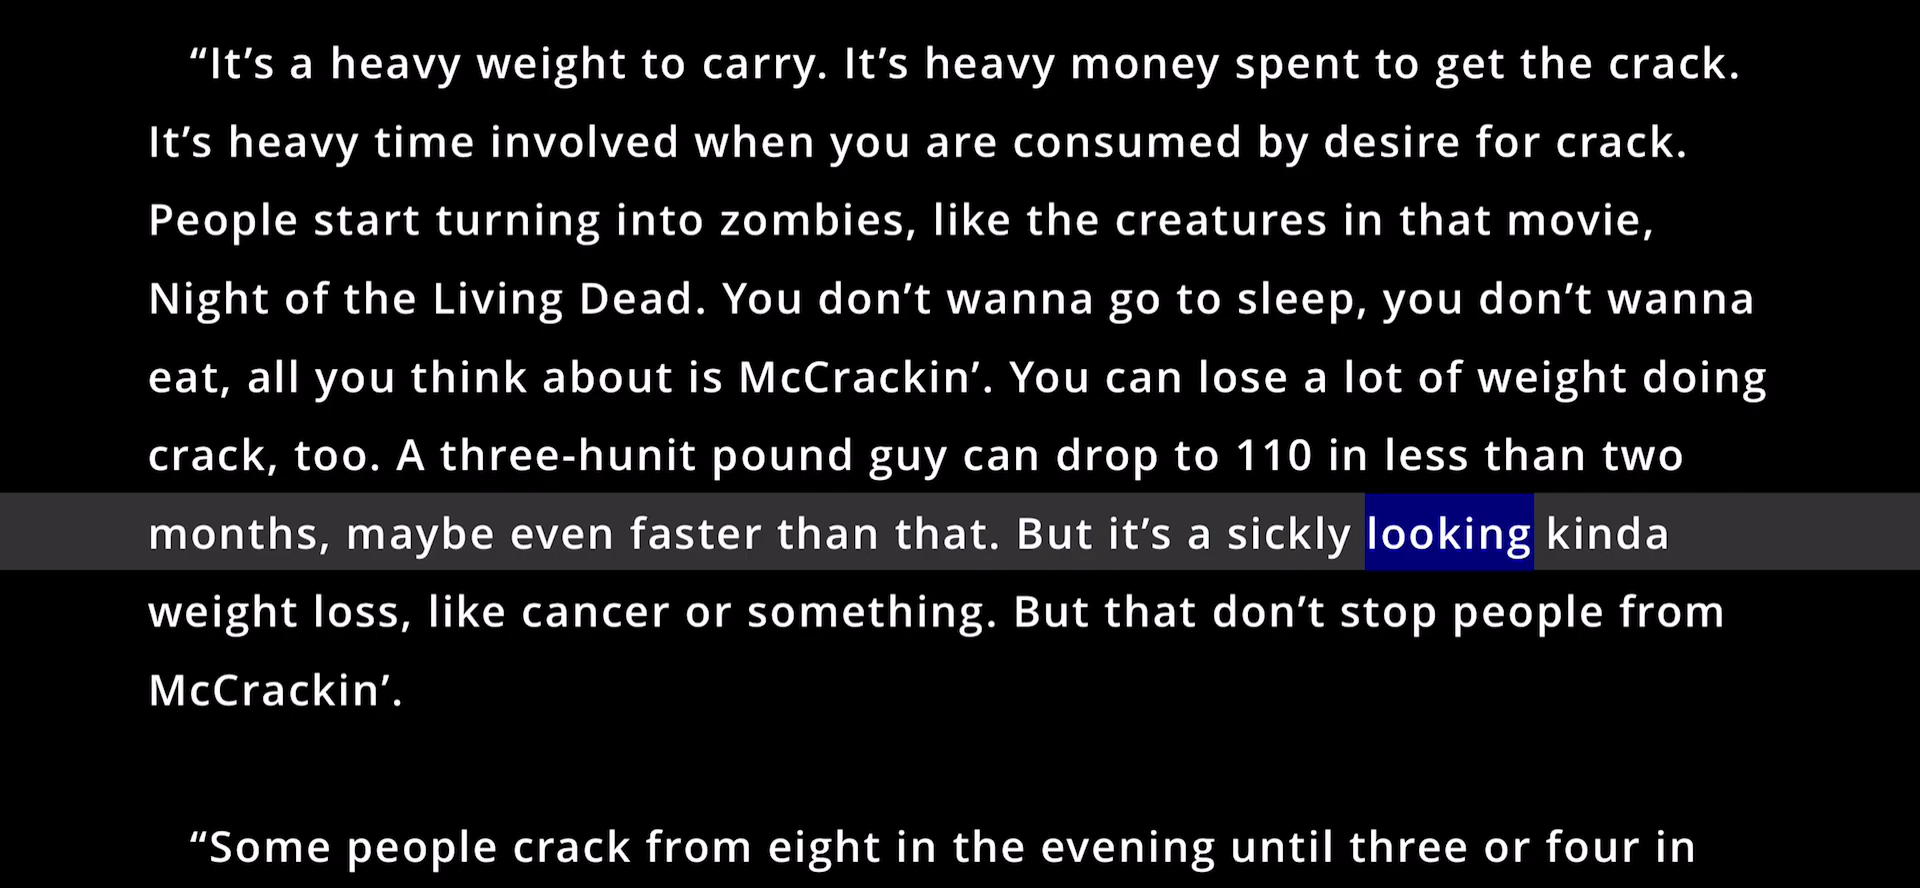 “It’s a heavy weight to carry. It’s heavy money spent to get the crack.
It’s heavy time involved when you are consumed by desire for crack.
People start turning into zombies, like the creatures in that movie,
Night of the Living Dead. You don’t wanna go to sleep, you don’t wanna
eat, all you think about is McCrackin’. You can lose a lot of weight doing
crack, too. A three-hunit pound guy can drop to 110 in less than two
months, maybe even faster than that. But it’s a sickly looking kinda
weight loss, like cancer or something. But that don’t stop people from
McCrackin’.
“Some people crack from eight in the evening until three or four in